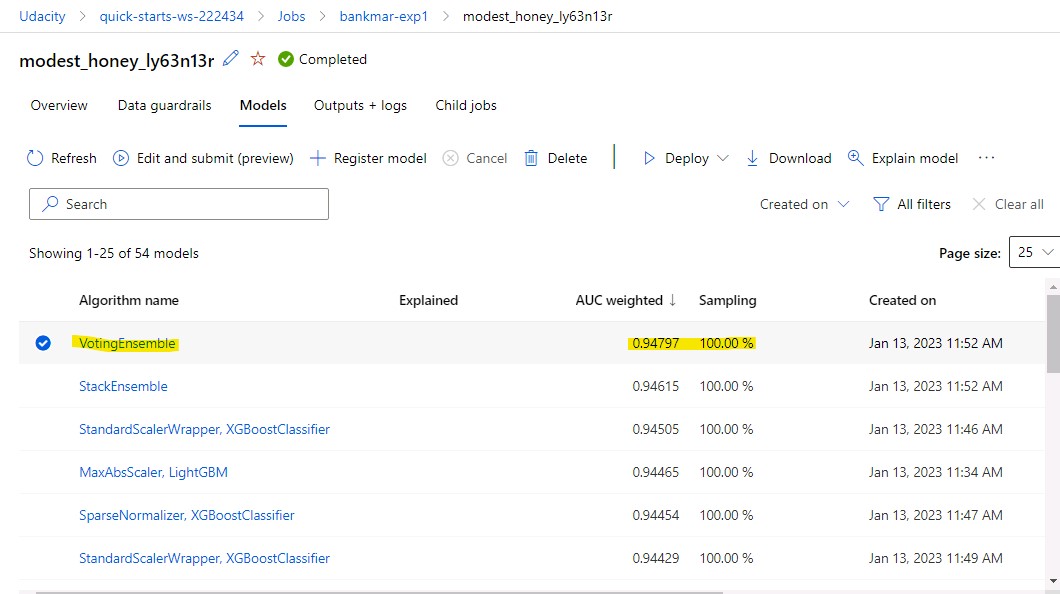 Udacity > quick-starts-ws-222434 > Jobs > bankmar-exp1 > modest_honey_ly63n13r
modest_honey_ly63n13r Completed
Overview Data guardrails Models Outputs + logs Child jobs
Refresh Edit and submit (preview) Register model Cancel Delete Deploy Download Explain model ...
Search Created on All filters Clear all
Showing 1-25 of 54 models Page size: 25
Algorithm name Explained AUC weighted ↓ Sampling Created on
VotingEnsemble 0.94797 100.00 % Jan 13, 2023 11:52 AM
StackEnsemble 0.94615 100.00 % Jan 13, 2023 11:52 AM
StandardScalerWrapper, XGBoostClassifier 0.94505 100.00 % Jan 13, 2023 11:46 AM
MaxAbsScaler, LightGBM 0.94465 100.00 % Jan 13, 2023 11:34 AM
SparseNormalizer, XGBoostClassifier 0.94454 100.00 % Jan 13, 2023 11:47 AM
StandardScalerWrapper, XGBoostClassifier 0.94429 100.00 % Jan 13, 2023 11:49 AM